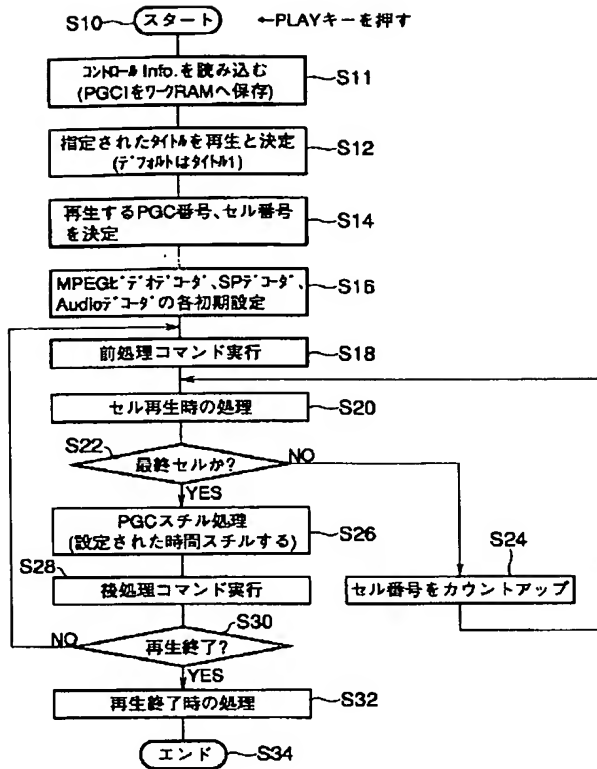 S10
スタート
←PLAYキーを押す
コントロールInfo.を読み込む
(PGCIをワークRAMへ保存)
S11
指定されたタイトルを再生と決定
(デフォルトはタイトル1)
S12
再生するPGC番号、セル番号
を決定
S14
MPEGビデオデコーダ、SPデコーダ、
Audioデコーダの各初期設定
S16
前処理コマンド実行
S18
セル再生時の処理
S20
S22
最終セルか?
NO
YES
PGCスチル処理
(設定された時間スチルする)
S26
S24
セル番号をカウントアップ
S28
後処理コマンド実行
S30
再生終了?
NO
YES
再生終了時の処理
S32
エンド
S34